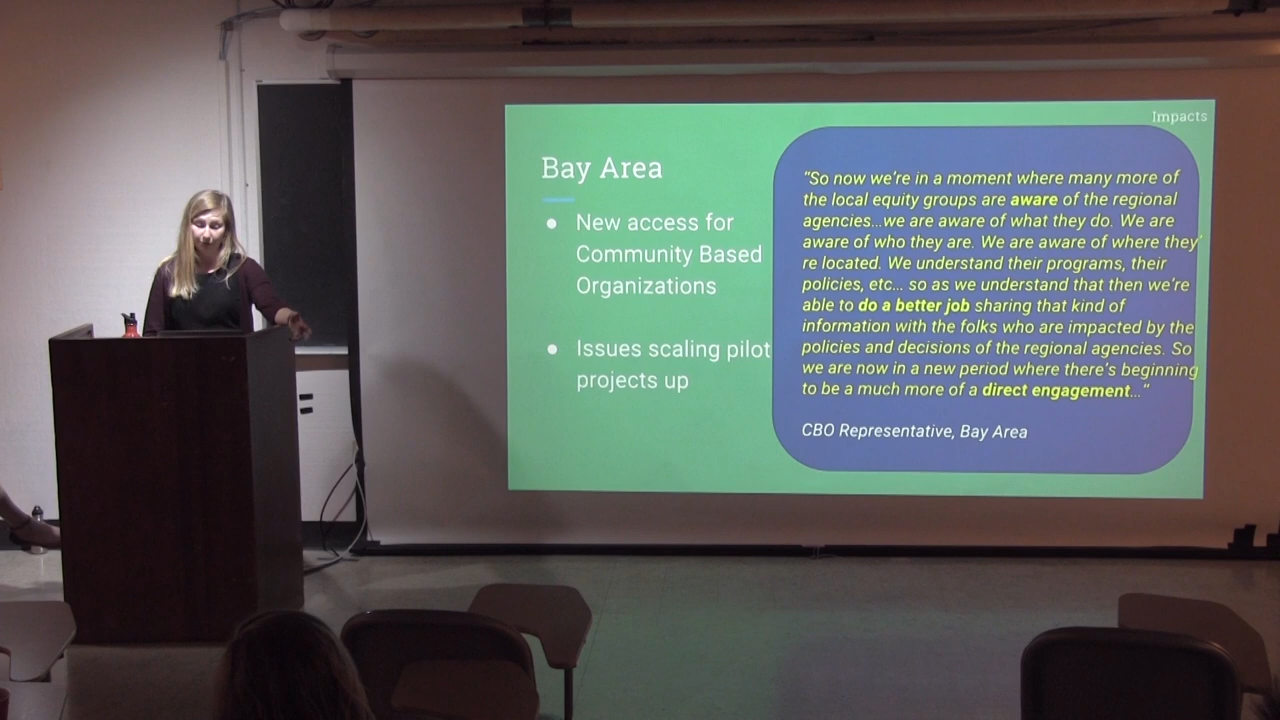 Impacts
Bay Area
● New access for
Community Based
Organizations
● Issues scaling pilot
projects up
“So now we’re in a moment where many more of
the local equity groups are aware of the regional
agencies…we are aware of what they do. We are
aware of who they are. We are aware of where they’
re located. We understand their programs, their
policies, etc… so as we understand that then we’re
able to do a better job sharing that kind of
information with the folks who are impacted by the
policies and decisions of the regional agencies. So
we are now in a new period where there’s beginning
to be a much more of a direct engagement…”
CBO Representative, Bay Area